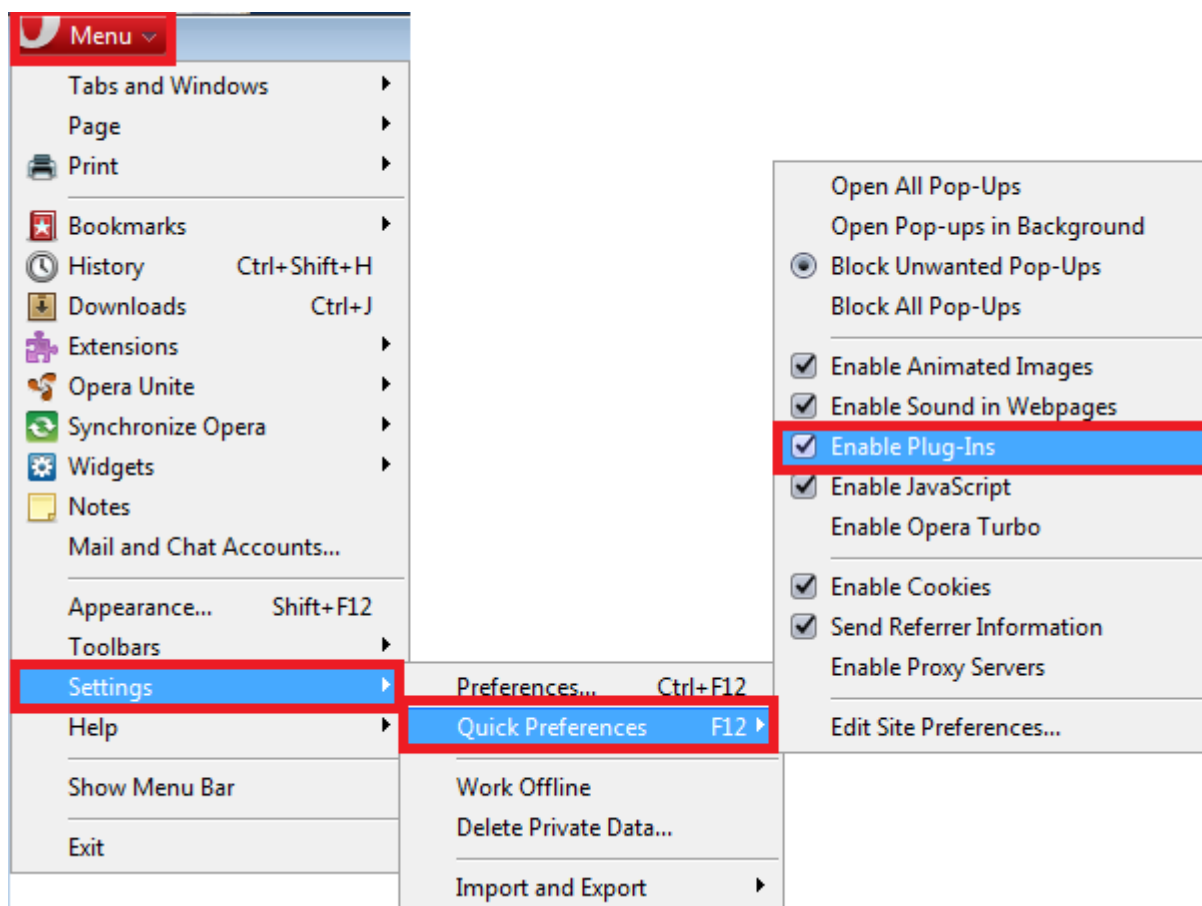 Menu
Tabs and Windows
Page
Print
Bookmarks
History Ctrl+Shift+H
Downloads Ctrl+J
Extensions
Opera Unite
Synchronize Opera
Widgets
Notes
Mail and Chat Accounts...
Appearance... Shift+F12
Toolbars
Settings
Help
Show Menu Bar
Exit
Preferences... Ctrl+F12
Quick Preferences F12
Work Offline
Delete Private Data...
Import and Export
Open All Pop-Ups
Open Pop-ups in Background
Block Unwanted Pop-Ups
Block All Pop-Ups
Enable Animated Images
Enable Sound in Webpages
Enable Plug-Ins
Enable JavaScript
Enable Opera Turbo
Enable Cookies
Send Referrer Information
Enable Proxy Servers
Edit Site Preferences...